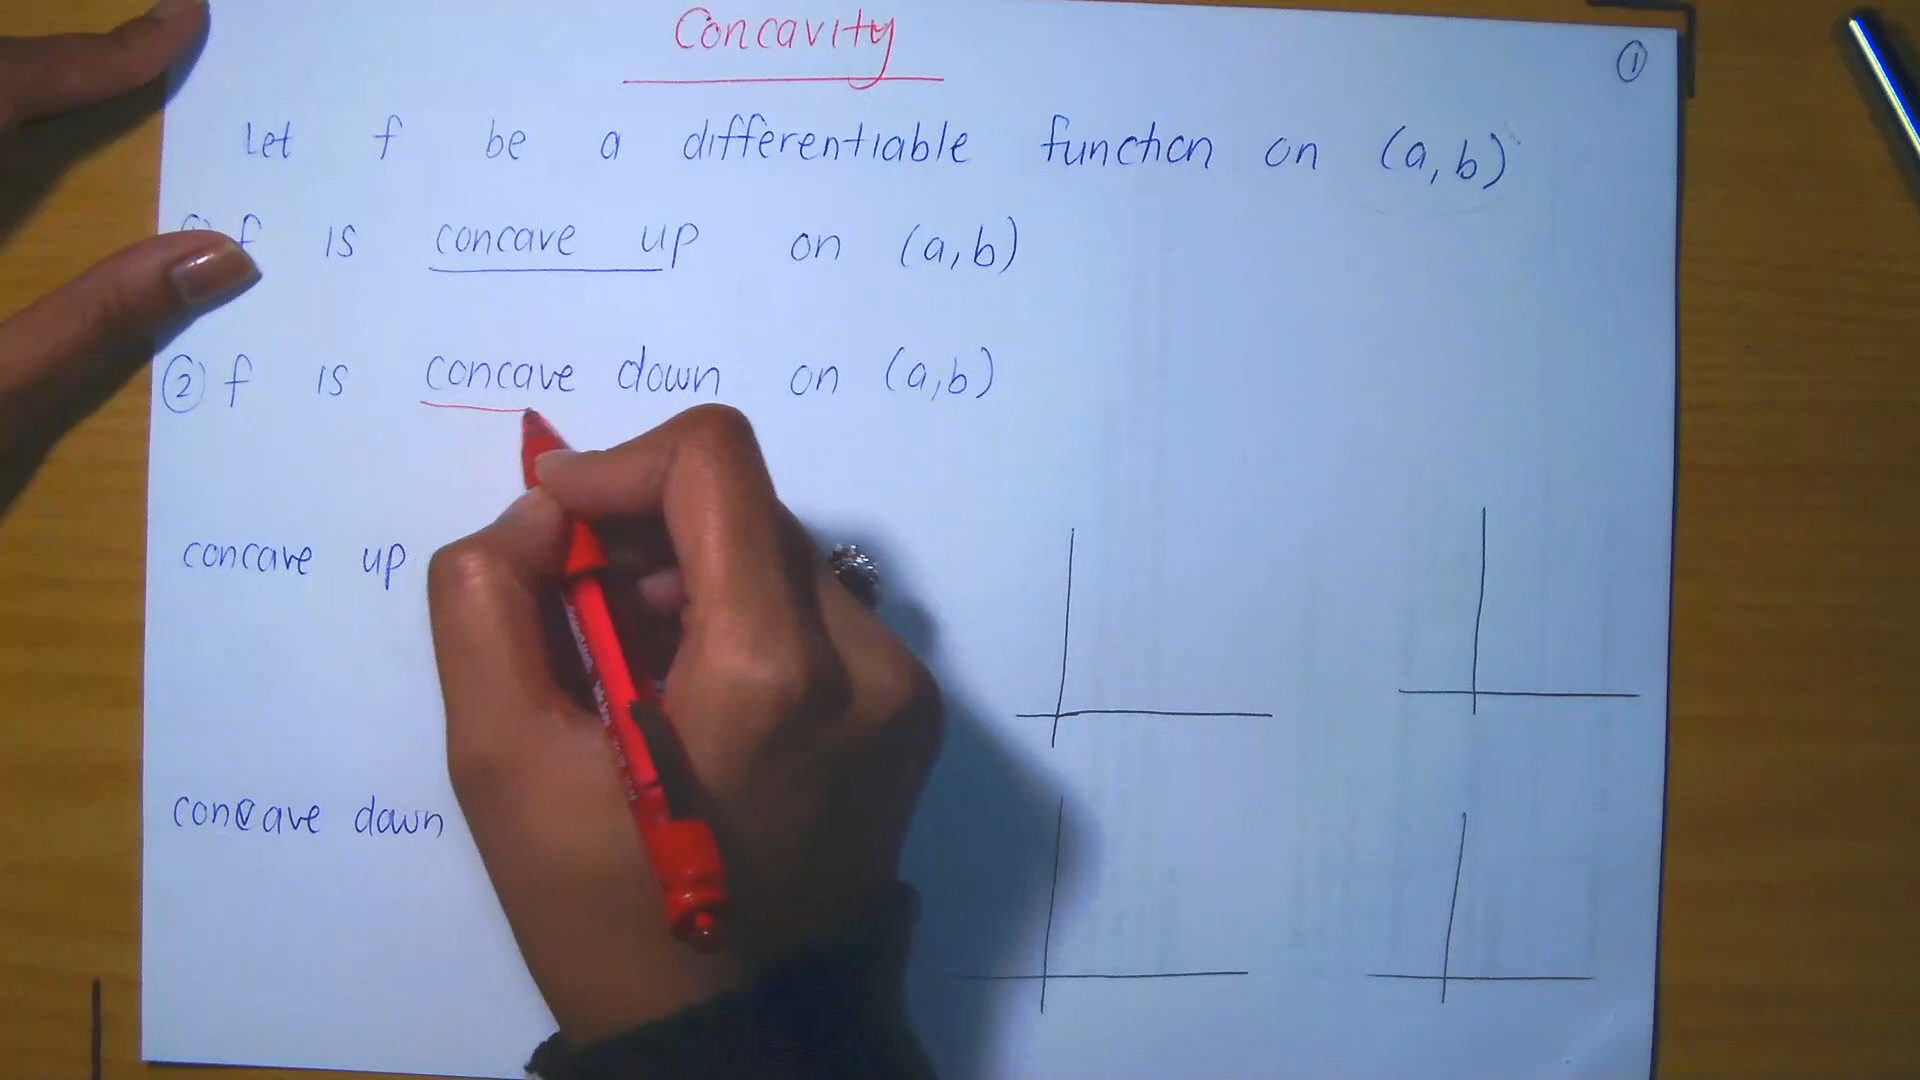 Concavity
①
Let f be a differentiable function on (a,b)
f is concave up on (a,b)
② f is concave down on (a,b)
concave up
concave down